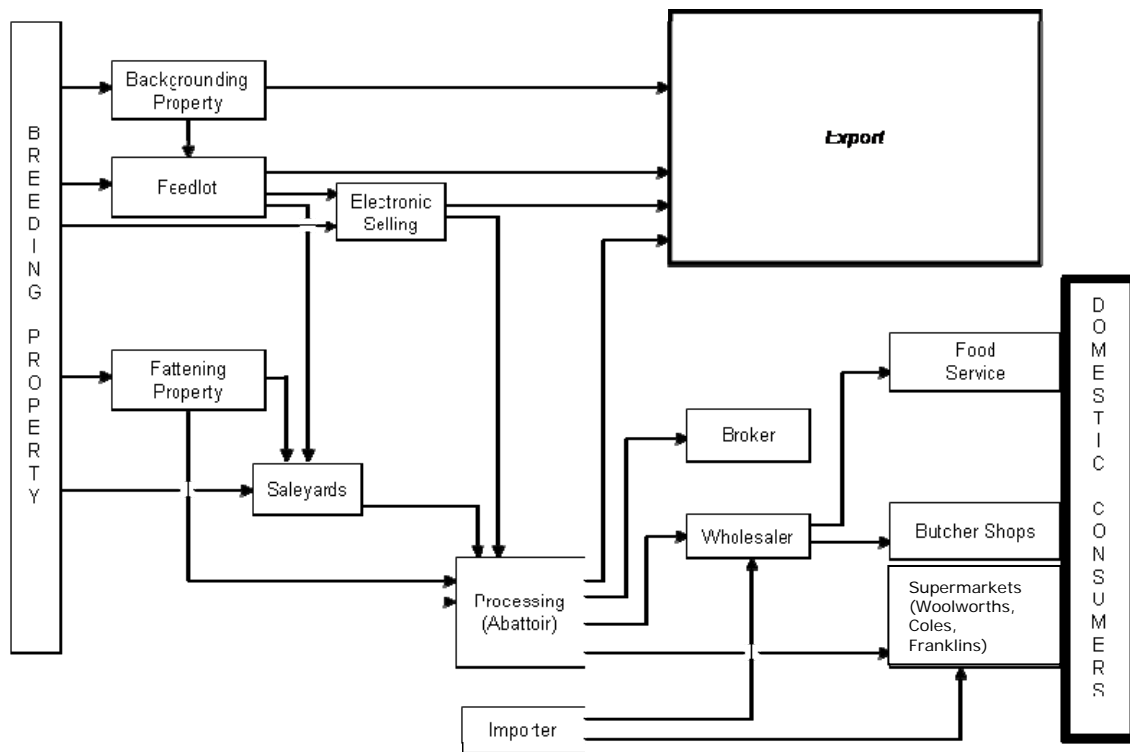 BREEDING PROPERTY
Backgrounding
Property
Feedlot
Electronic
Selling
Export
Fattening
Property
Saleyards
Broker
Wholesaler
Processing
(Abattoir)
Importer
Food
Service
Butcher Shops
Supermarkets
(Woolworths,
Coles,
Franklins)
DOMESTIC CONSUMERS